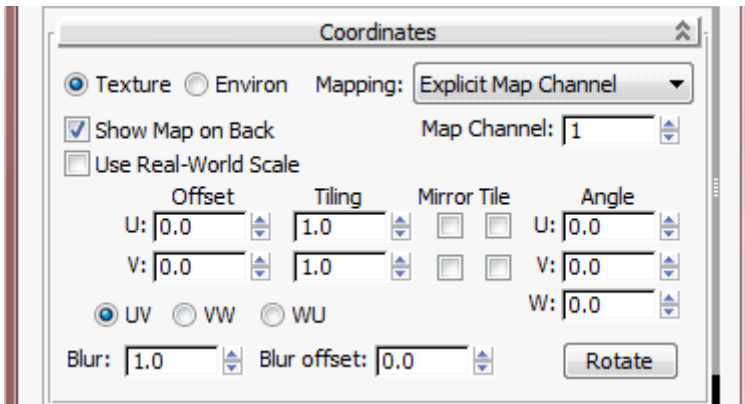 Coordinates
Texture Environ Mapping: Explicit Map Channel
Show Map on Back Map Channel: 1
Use Real-World Scale
Offset Tiling Mirror Tile Angle
U: 0.0 1.0 U: 0.0
V: 0.0 1.0 V: 0.0
W: 0.0
UV VW WU
Blur: 1.0 Blur offset: 0.0 Rotate